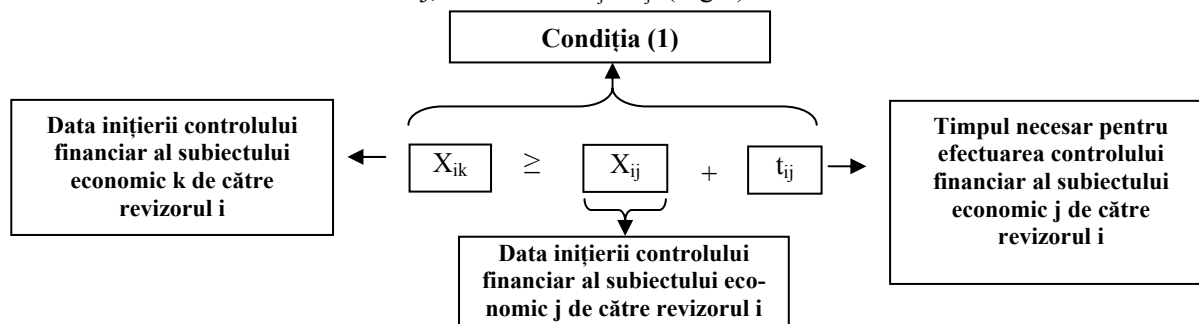 Condiția (1)
Data inițierii controlului
financiar al subiectului
economic k de către
revizorul i
X_ik ≥ X_ij + t_ij
Timpul necesar pentru
efectuarea controlului
financiar al subiectului
economic j de către
revizorul i
Data inițierii controlului
financiar al subiectului eco-
nomic j de către revizorul i